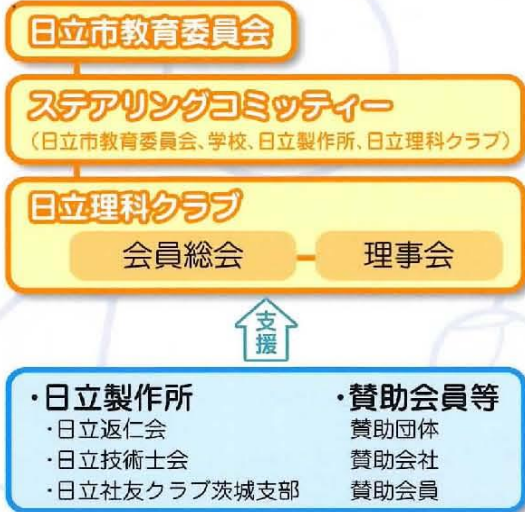 日立市教育委員会
ステアリングコミッティー
(日立市教育委員会、学校、日立製作所、日立理科クラブ)
日立理科クラブ
会員総会 理事会
支援
・日立製作所 ・賛助会員等
・日立返仁会 賛助団体
・日立技術士会 賛助会社
・日立社友クラブ茨城支部 賛助会員